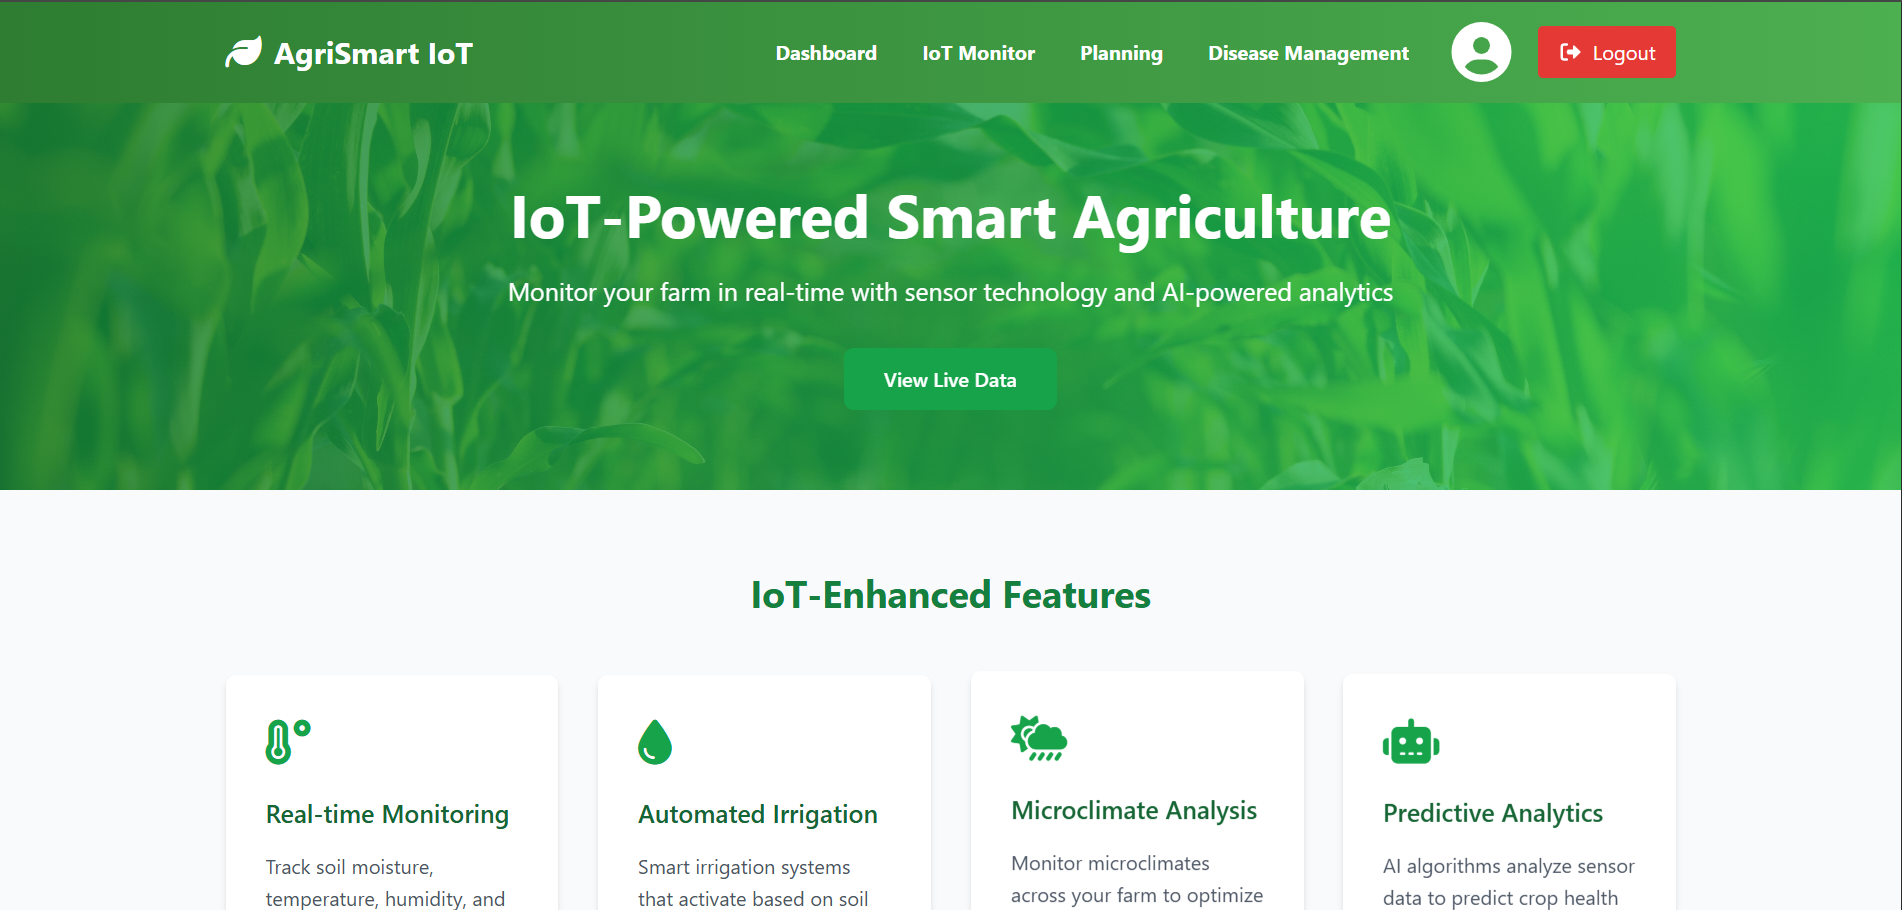 AgriSmart IoT
Dashboard
IoT Monitor
Planning
Disease Management
Logout
IoT-Powered Smart Agriculture
Monitor your farm in real-time with sensor technology and AI-powered analytics
View Live Data
IoT-Enhanced Features
Real-time Monitoring
Track soil moisture,
temperature, humidity, and
Automated Irrigation
Smart irrigation systems
that activate based on soil
Microclimate Analysis
Monitor microclimates
across your farm to optimize
Predictive Analytics
AI algorithms analyze sensor
data to predict crop health